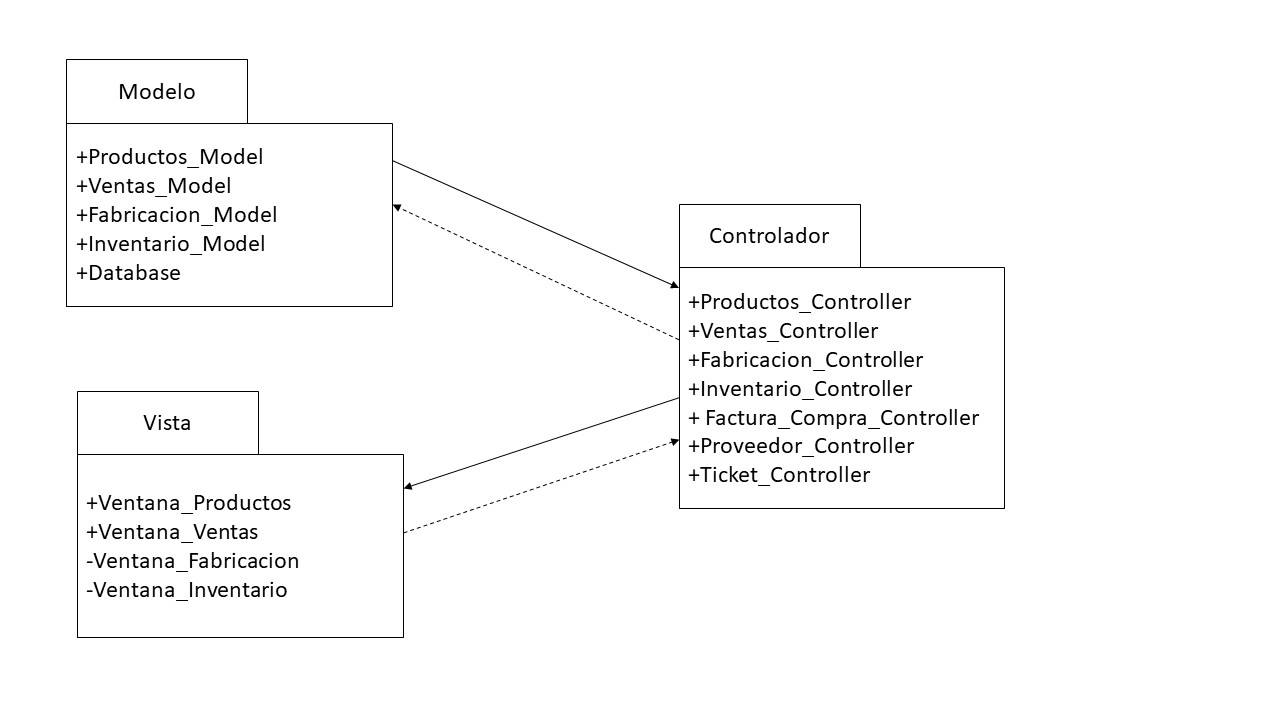 Modelo
+Productos_Model
+Ventas_Model
+Fabricacion_Model
+Inventario_Model
+Database
Controlador
+Productos_Controller
+Ventas_Controller
+Fabricacion_Controller
+Inventario_Controller
+ Factura_Compra_Controller
+Proveedor_Controller
+Ticket_Controller
Vista
+Ventana_Productos
+Ventana_Ventas
-Ventana_Fabricacion
-Ventana_Inventario